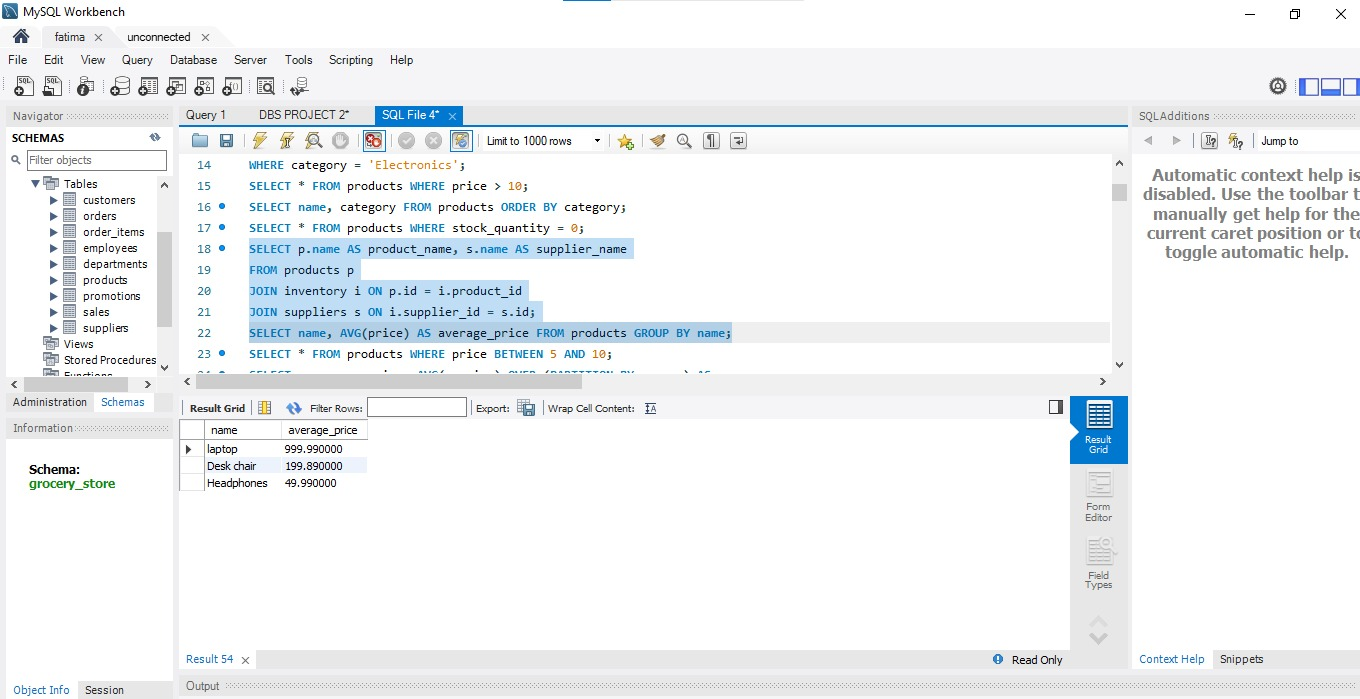 MySQL Workbench
fatima
unconnected
File Edit View Query Database Server Tools Scripting Help
Navigator
SCHEMAS
Filter objects
Tables
customers
orders
order_items
employees
departments
products
promotions
sales
suppliers
Views
Stored Procedures
Administration Schemas
Information
Schema:
grocery_store
Object Info Session
Query 1 DBS PROJECT 2* SQL File 4*
Limit to 1000 rows
14 WHERE category = 'Electronics';
15 SELECT * FROM products WHERE price > 10;
16 SELECT name, category FROM products ORDER BY category;
17 SELECT * FROM products WHERE stock_quantity = 0;
18 SELECT p.name AS product_name, s.name AS supplier_name
19 FROM products p
20 JOIN inventory i ON p.id = i.product_id
21 JOIN suppliers s ON i.supplier_id = s.id;
22 SELECT name, AVG(price) AS average_price FROM products GROUP BY name;
23 SELECT * FROM products WHERE price BETWEEN 5 AND 10;
Result Grid Filter Rows: Export: Wrap Cell Content:
name average_price
laptop 999.990000
Desk chair 199.890000
Headphones 49.990000
Result
Grid
Form
Editor
Field
Types
Result 54
Read Only
Output
SQLAdditions
Jump to
Automatic context help is
disabled. Use the toolbar t
manually get help for the
current caret position or to
toggle automatic help.
Context Help Snippets